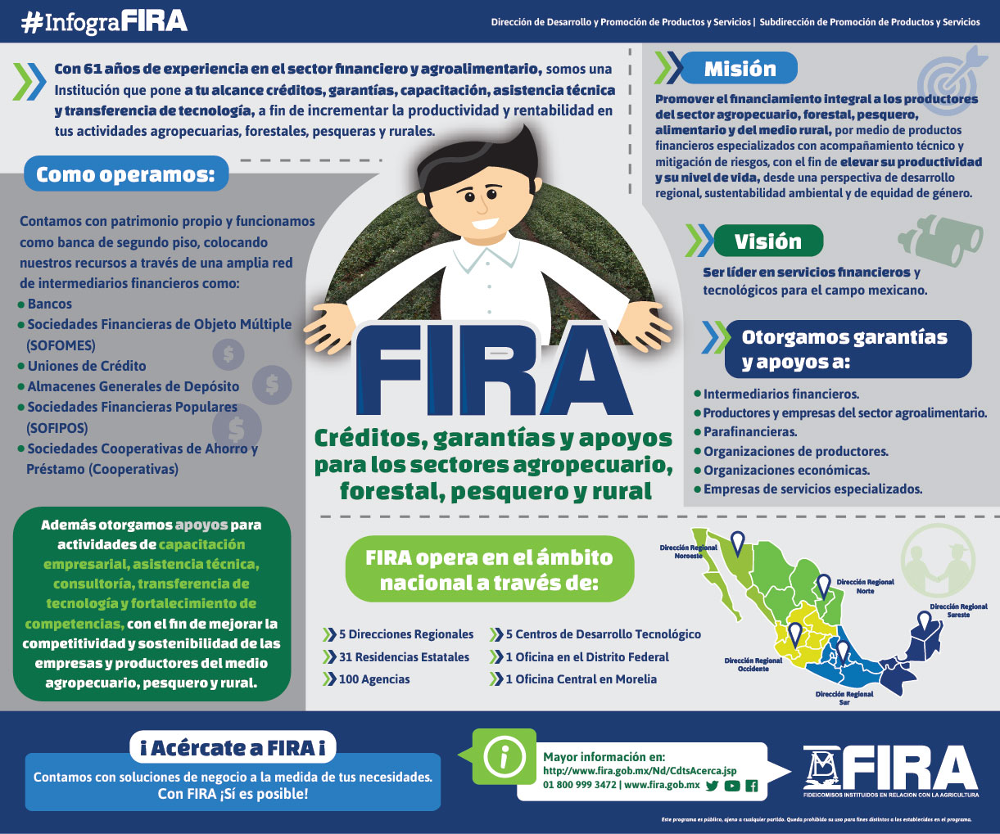 #InfograFIRA
Dirección de Desarrollo y Promoción de Productos y Servicios | Subdirección de Promoción de Productos y Servicios
Con 61 años de experiencia en el sector financiero y agroalimentario, somos una
Institución que pone a tu alcance créditos, garantías, capacitación, asistencia técnica
y transferencia de tecnología, a fin de incrementar la productividad y rentabilidad en
tus actividades agropecuarias, forestales, pesqueras y rurales.
Como operamos:
Contamos con patrimonio propio y funcionamos
como banca de segundo piso, colocando
nuestros recursos a través de una amplia red
de intermediarios financieros como:
• Bancos
• Sociedades Financieras de Objeto Múltiple
(SOFOMES)
• Uniones de Crédito
• Almacenes Generales de Depósito
• Sociedades Financieras Populares
(SOFIPOS)
• Sociedades Cooperativas de Ahorro y
Préstamo (Cooperativas)
$
$
$
Además otorgamos apoyos para
actividades de capacitación
empresarial, asistencia técnica,
consultoría, transferencia de
tecnología y fortalecimiento de
competencias, con el fin de mejorar la
competitividad y sostenibilidad de las
empresas y productores del medio
agropecuario, pesquero y rural.
FIRA
Créditos, garantías y apoyos
para los sectores agropecuario,
forestal, pesquero y rural
Misión
Promover el financiamiento integral a los productores
del sector agropecuario, forestal, pesquero,
alimentario y del medio rural, por medio de productos
financieros especializados con acompañamiento técnico y
mitigación de riesgos, con el fin de elevar su productividad
y su nivel de vida, desde una perspectiva de desarrollo
regional, sustentabilidad ambiental y de equidad de género.
Visión
Ser líder en servicios financieros y
tecnológicos para el campo mexicano.
Otorgamos garantías
y apoyos a:
• Intermediarios financieros.
• Productores y empresas del sector agroalimentario.
• Parafinancieras.
• Organizaciones de productores.
• Organizaciones económicas.
• Empresas de servicios especializados.
FIRA opera en el ámbito
nacional a través de:
5 Direcciones Regionales
31 Residencias Estatales
100 Agencias
5 Centros de Desarrollo Tecnológico
1 Oficina en el Distrito Federal
1 Oficina Central en Morelia
Dirección Regional
Noroeste
Dirección Regional
Norte
Dirección Regional
Sureste
Dirección Regional
Occidente
Dirección Regional
Sur
¡ Acércate a FIRA ¡
Contamos con soluciones de negocio a la medida de tus necesidades.
Con FIRA ¡Sí es posible!
i
Mayor información en:
http://www.fira.gob.mx/Nd/CdtsAcerca.jsp
01 800 999 3472 | www.fira.gob.mx
FIRA
FIDEICOMISOS INSTITUIDOS EN RELACION CON LA AGRICULTURA
Este programa es público, ajeno a cualquier partido. Queda prohibido su uso para fines distintos a los establecidos en el programa.